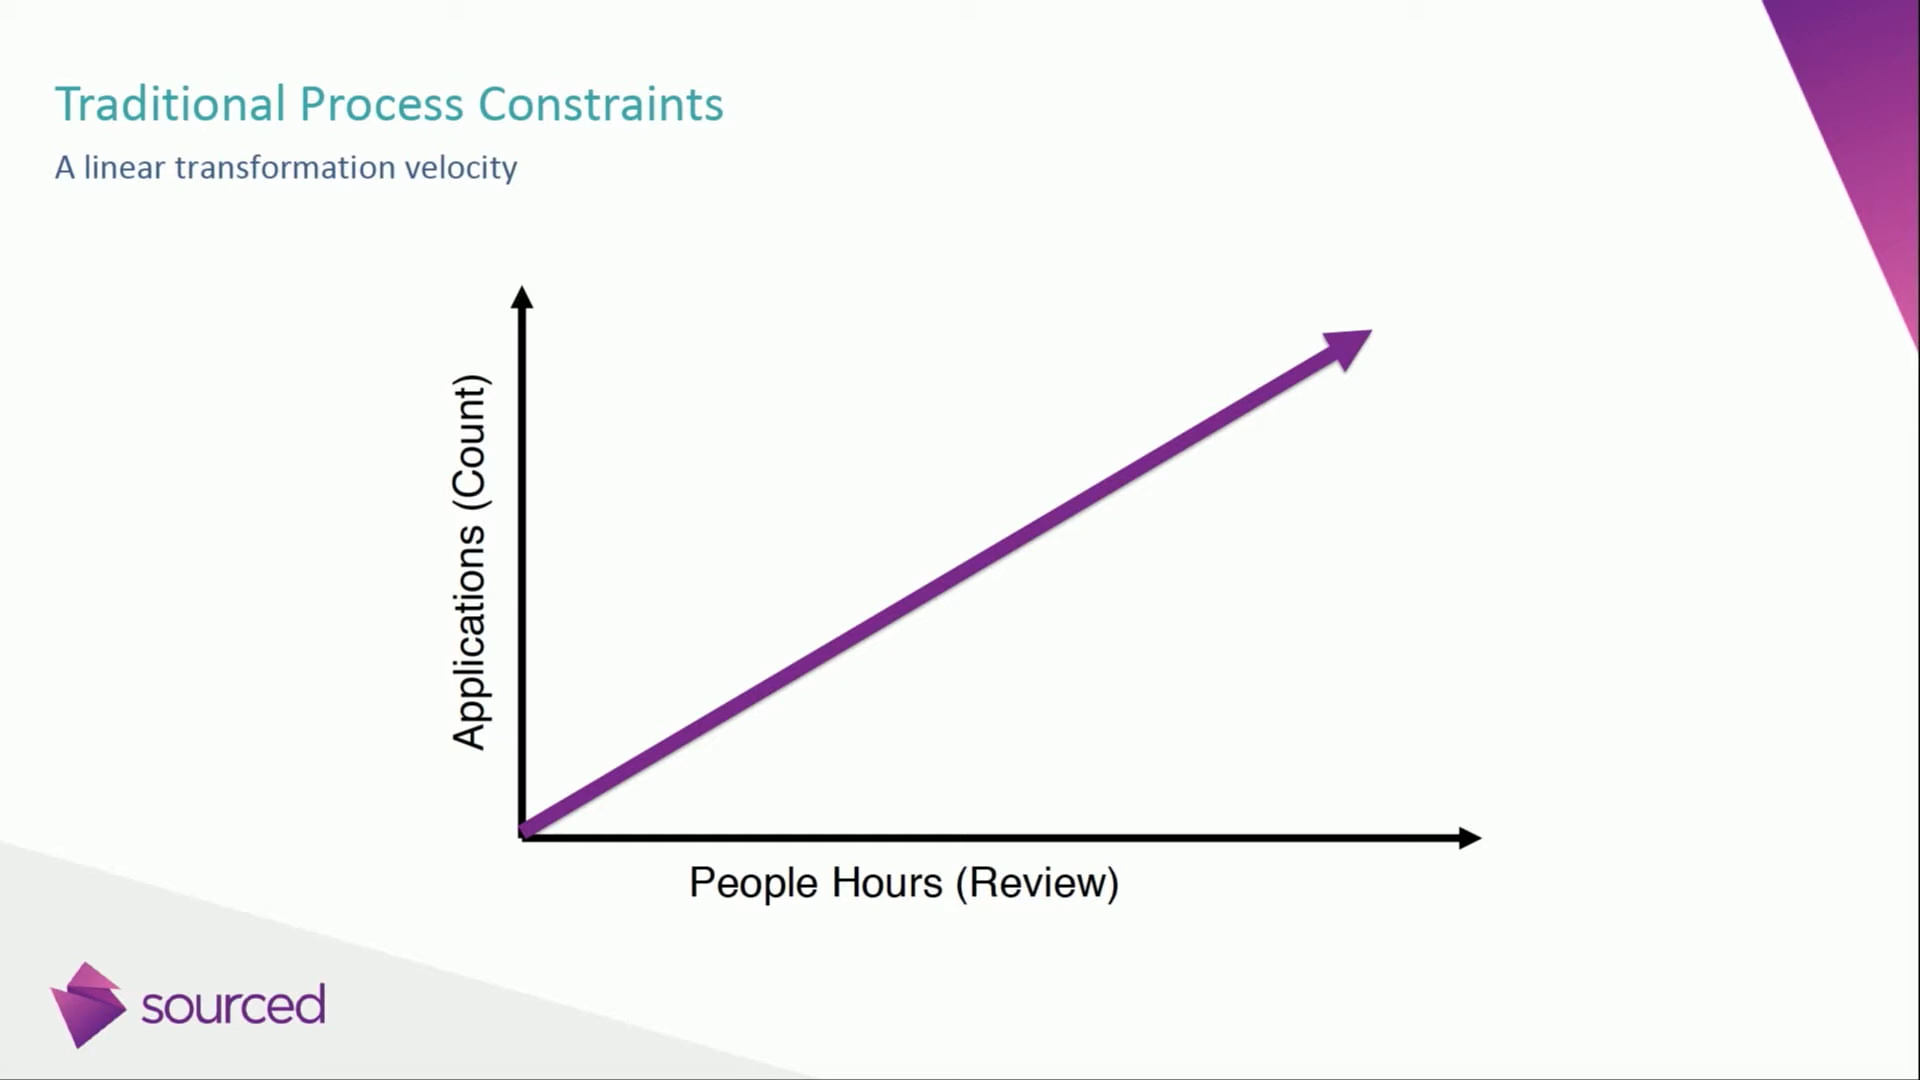 Traditional Process Constraints
A linear transformation velocity
Applications (Count)
People Hours (Review)
sourced